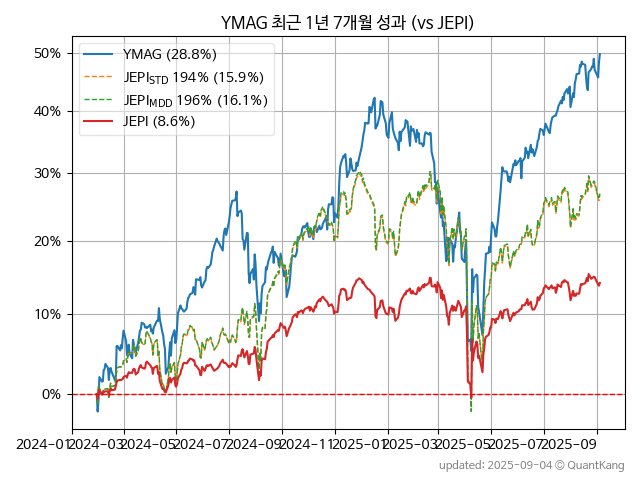 YMAG 최근 1년 7개월 성과 (vs JEPI)
YMAG (28.8%)
JEPI_STD 194% (15.9%)
JEPI_MDD 196% (16.1%)
JEPI (8.6%)
50%
40%
30%
20%
10%
0%
2024-01 2024-03 2024-05 2024-07 2024-09 2024-11 2025-01 2025-03 2025-05 2025-07 2025-09
updated: 2025-09-04 © QuantKang